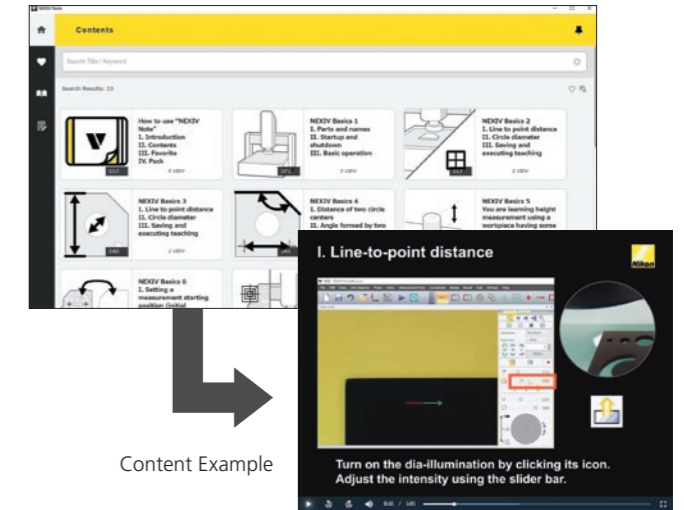 NEXIV Note
Contents
Search Title / Keyword
Search Results: 23
How to use "NEXIV
Note"
I. Introduction
II. Contents
III. Favorite
IV. Pack
NEXIV Basics 1
I. Parts and names
II. Startup and
shutdown
III. Basic operation
NEXIV Basics 2
I. Line to point distance
II. Circle diameter
III. Saving and
executing teaching
NEXIV Basics 3
I. Line to point distance
II. Circle diameter
III. Saving and
executing teaching
NEXIV Basics 4
I. Distance of two circle
centers
II. Angle formed by two
NEXIV Basics 5
You are learning height
measurement using a
workpiece having some
NEXIV Basics 6
I. Setting a
measurement starting
position (initial
I. Line-to-point distance
Nikon
Turn on the dia-illumination by clicking its icon.
Adjust the intensity using the slider bar.
Content Example